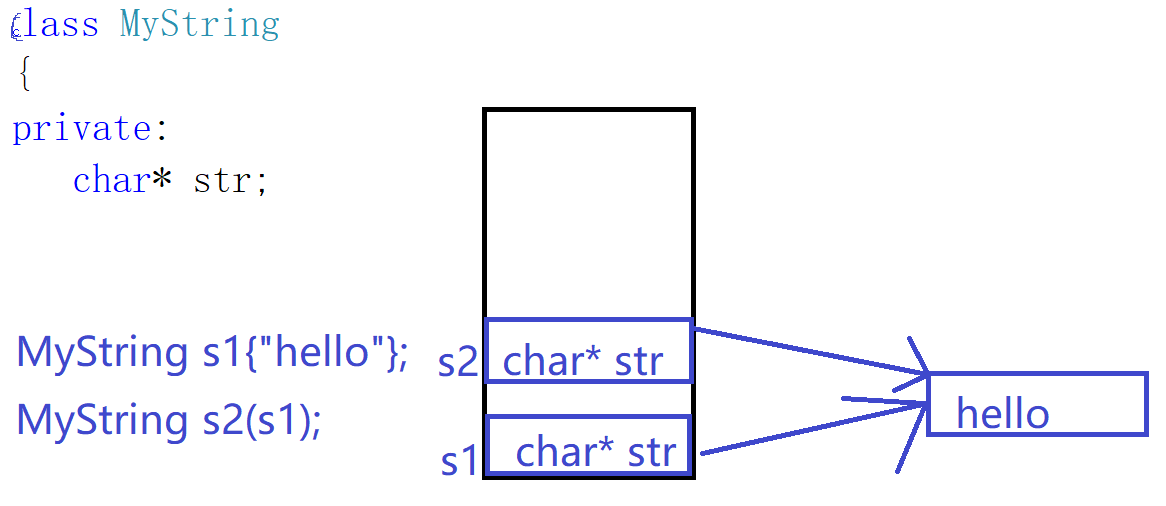 class MyString
{
private:
char* str;
MyString s1{"hello"};
MyString s2(s1);
s2 char* str
s1 char* str
hello